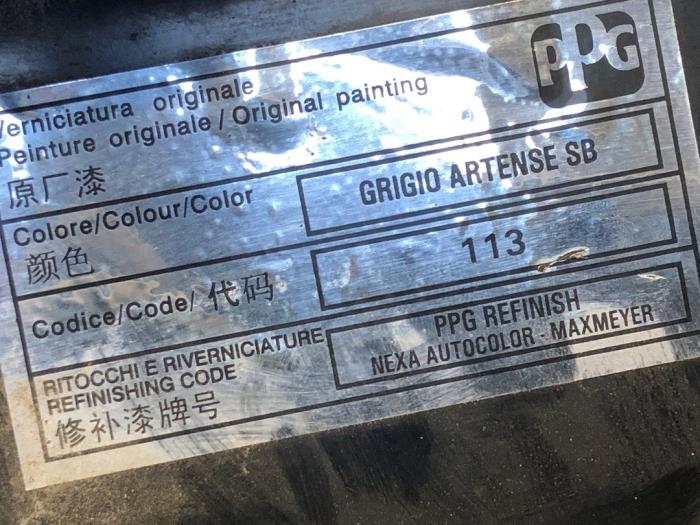 PPG
Verniciatura originale
Peinture originale / Original painting
原厂漆
Colore/Colour/Color
颜色
GRIGIO ARTENSE SB
Codice/Code/ 代码
113
RITOCCHI E RIVERNICIATURE
REFINISHING CODE
修补漆牌号
PPG REFINISH
NEXA AUTOCOLOR - MAXMEYER